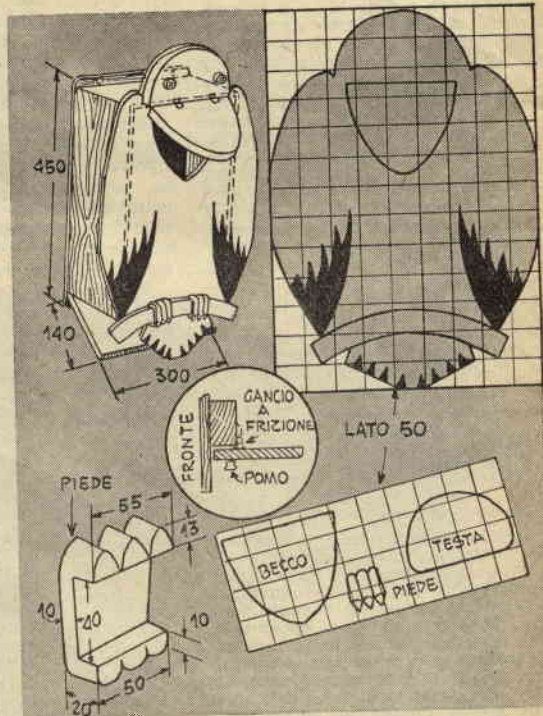 450
140
300
FRONTE
GANCIO
A
FRIZIONE
POMO
LATO 50
PIEDE
55
13
10
40
10
50
20
BECCO
PIEDE
TESTA